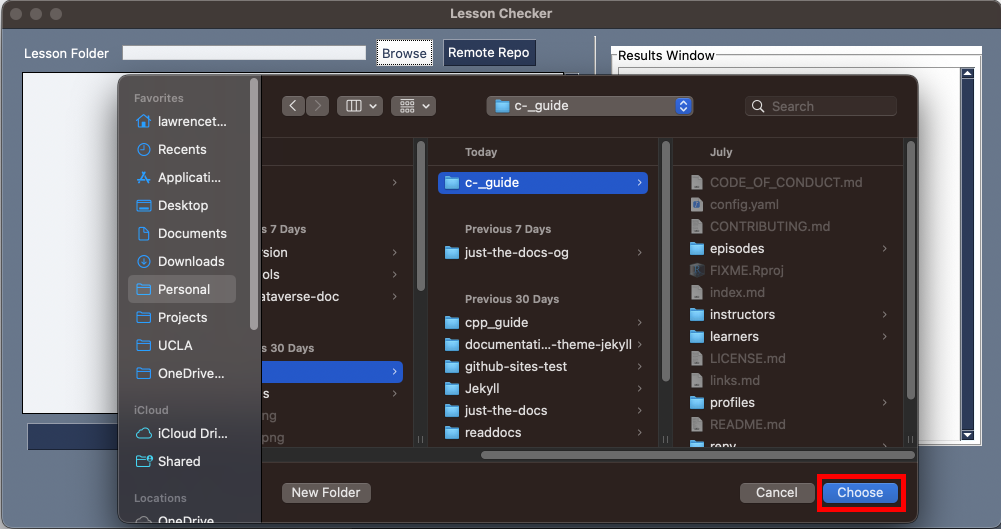 Lesson Checker
Lesson Folder
Browse
Remote Repo
Results Window
Favorites
lawrencet...
Recents
Applicati...
Desktop
Documents
Downloads
Personal
Projects
UCLA
OneDrive...
iCloud
iCloud Dri...
Shared
Locations
OneDrive
c-_guide
Search
s 7 Days
rsion
ols
ataverse-doc
s 30 Days
s
png
.png
Today
c-_guide
Previous 7 Days
just-the-docs-og
Previous 30 Days
cpp_guide
documentati...-theme-jekyll
github-sites-test
Jekyll
just-the-docs
readdocs
July
CODE_OF_CONDUCT.md
config.yaml
CONTRIBUTING.md
episodes
FIXME.Rproj
index.md
instructors
learners
LICENSE.md
links.md
profiles
README.md
renv
New Folder
Cancel
Choose